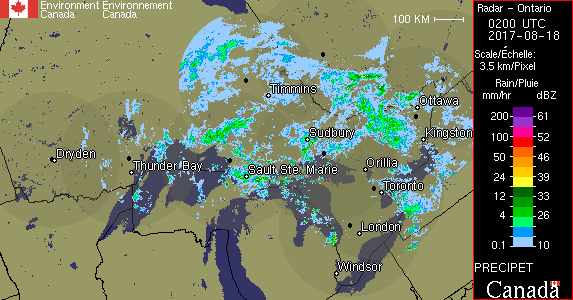 Environment Environnement
Canada Canada
100 KM
Timmins
Ottawa
Sudbury
Kingston
Dryden
Thunder Bay
Sault Ste. Marie
Orillia
Toronto
London
Windsor
Radar - Ontario
0200 UTC
2017-08-18
Scale/Échelle:
3.5 km/Pixel
Rain/Pluie
mm/hr dBZ
200 61
100 52
50 46
24 39
12 33
4 26
0.1 10
PRECIPET
Canada